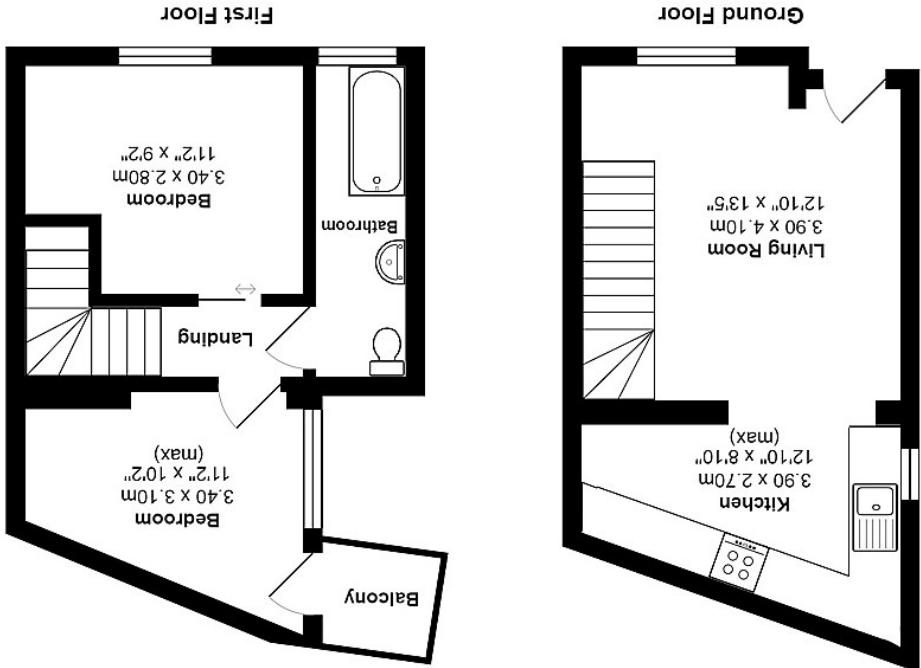 Ground Floor
Living Room
3.90 x 4.10m
12'10" x 13'5"
Kitchen
3.90 x 2.70m
12'10" x 8'10"
(max)
First Floor
Balcony
Bedroom
3.40 x 3.10m
11'2" x 10'2"
(max)
Landing
Bathroom
Bedroom
3.40 x 2.80m
11'2" x 9'2"